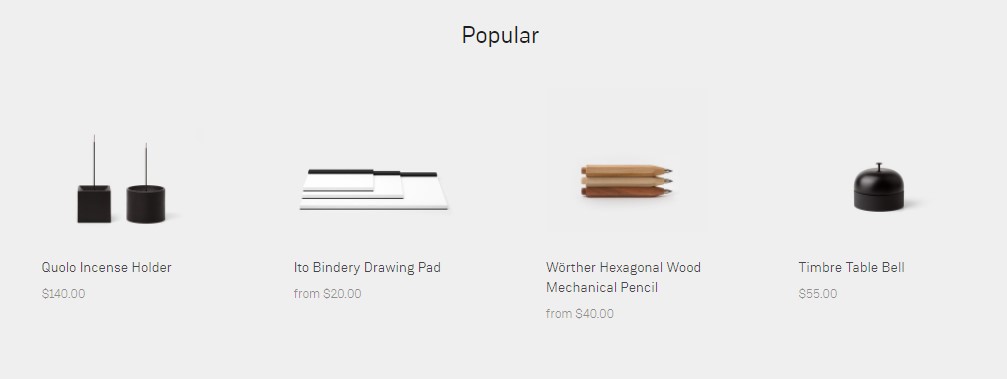 Popular
Quolo Incense Holder
$140.00
Ito Bindery Drawing Pad
from $20.00
Wörther Hexagonal Wood
Mechanical Pencil
from $40.00
Timbre Table Bell
$55.00